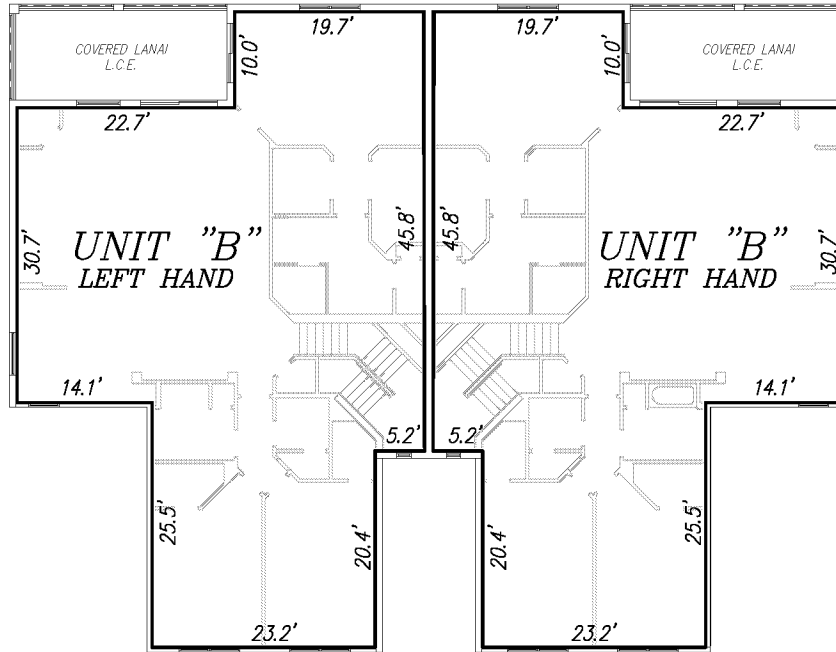 19.7'
19.7'
COVERED LANAI
L.C.E.
10.0'
10.0'
COVERED LANAI
L.C.E.
22.7'
22.7'
30.7'
UNIT "B"
LEFT HAND
45.8'
45.8'
UNIT "B"
RIGHT HAND
30.7'
14.1'
14.1'
5.2'
5.2'
25.5'
20.4'
20.4'
25.5'
23.2'
23.2'